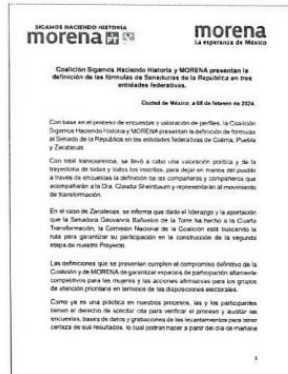 SIGAMOS HACIENDO HISTORIA
morena PT
morena
La esperanza de México
Coalición Sigamos Haciendo Historia y MORENA presentan la
definición de las fórmulas de Senadurías de la República en tres
entidades federativas.
Ciudad de México, a 08 de febrero de 2024.
Con base en el proceso de encuestas y valoración de perfiles, la Coalición
Sigamos Haciendo Historia y MORENA presentan la definición de fórmulas
al Senado de la República en las entidades federativas de Colima, Puebla
y Zacatecas.
Con total transparencia, se llevó a cabo una valoración política y de la
trayectoria de todas y todos los inscritos, para dejar en manos del pueblo
a través de encuestas la definición de las compañeras y compañeros que
acompañarán a la Dra. Claudia Sheinbaum y representarán al movimiento
de transformación.
En el caso de Zacatecas, se informa que dado el liderazgo y la aportación
que la Senadora Geovanna Bañuelos de la Torre ha hecho a la Cuarta
Transformación, la Comisión Nacional de la Coalición está buscando la
ruta para garantizar su participación en la construcción de la segunda
etapa de nuestro Proyecto.
Las definiciones que se presentan cumplen el compromiso definitivo de la
Coalición y de MORENA de garantizar espacios de participación altamente
competitivos para las mujeres y las acciones afirmativas para los grupos
de atención prioritaria en términos de las disposiciones electorales.
Como ya es una práctica en nuestros procesos, las y los participantes
tienen el derecho de solicitar cita para verificar el proceso y auditar las
encuestas, bases de datos y grabaciones de los levantamientos para tener
certeza de sus resultados, lo cual podrán hacer a partir del día de mañana